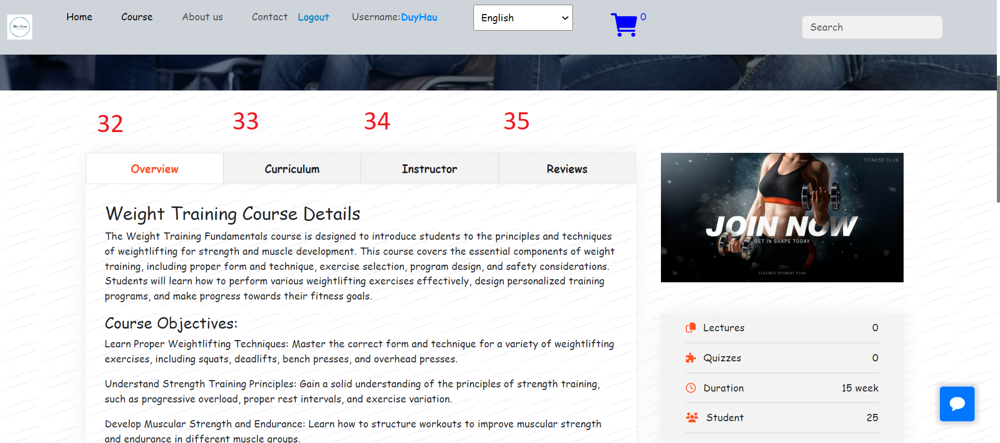 Star Class
Home Course About us Contact Logout Username:DuyHau English 0 Search
32 33 34 35
Overview Curriculum Instructor Reviews
Weight Training Course Details
The Weight Training Fundamentals course is designed to introduce students to the principles and techniques
of weightlifting for strength and muscle development. This course covers the essential components of weight
training, including proper form and technique, exercise selection, program design, and safety considerations.
Students will learn how to perform various weightlifting exercises effectively, design personalized training
programs, and make progress towards their fitness goals.
Course Objectives:
Learn Proper Weightlifting Techniques: Master the correct form and technique for a variety of weightlifting
exercises, including squats, deadlifts, bench presses, and overhead presses.
Understand Strength Training Principles: Gain a solid understanding of the principles of strength training,
such as progressive overload, proper rest intervals, and exercise variation.
Develop Muscular Strength and Endurance: Learn how to structure workouts to improve muscular strength
and endurance in different muscle groups.
FITNESS CLUB
JOIN NOW
GET IN SHAPE TODAY
FLEXIBLE PAYMENT PLAN
Lectures 0
Quizzes 0
Duration 15 week
Student 25